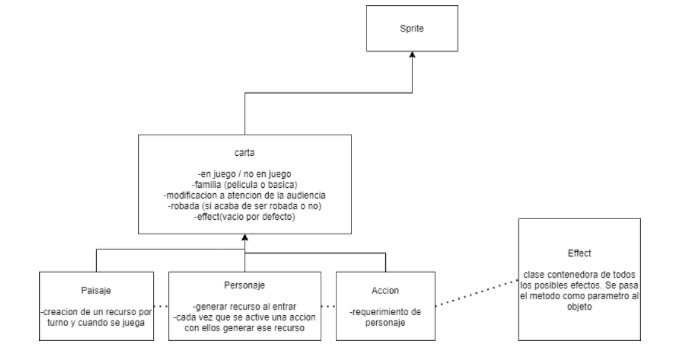 Sprite
carta
-en juego / no en juego
-familia (pelicula o basica)
-modificacion a atencion de la audiencia
-robada (si acaba de ser robada o no)
-effect(vacio por defecto)
Paisaje
-creacion de un recurso por
turno y cuando se juega
Personaje
-generar recurso al entrar
-cada vez que se active una accion
con ellos generar ese recurso
Accion
-requerimiento de
personaje
Effect
clase contenedora de todos
los posibles efectos. Se pasa
el metodo como parametro al
objeto